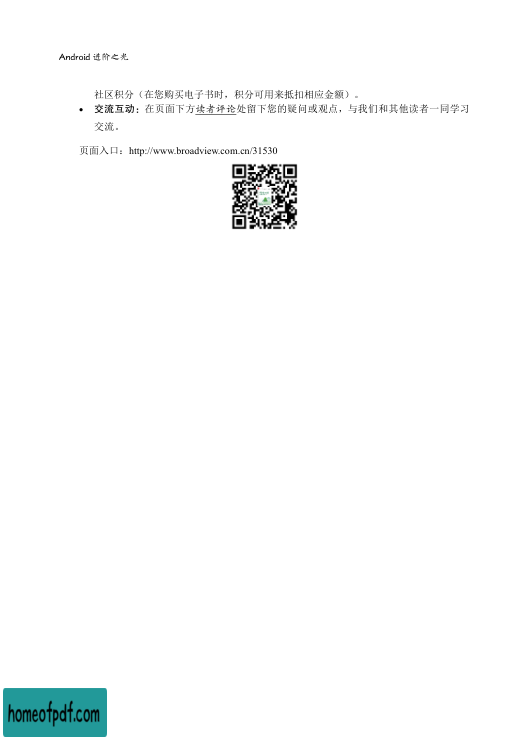 Android 进阶之光
社区积分（在您购买电子书时，积分可用来抵扣相应金额）。
• 交流互动：在页面下方读者评论处留下您的疑问或观点，与我们和其他读者一同学习
交流。
页面入口：http://www.broadview.com.cn/31530
homeofpdf.com